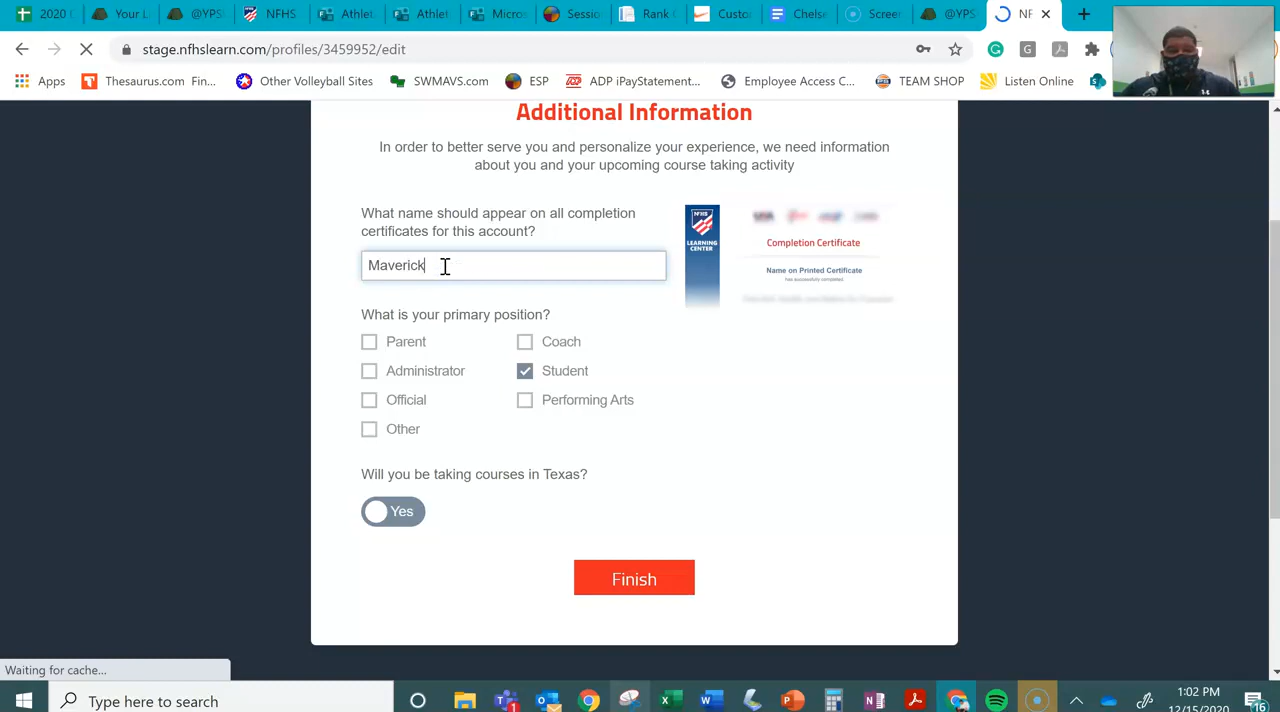 2020
Your L
@YPS
NFHS
Athlet
Athlet
Micros
Sessio
Rank
Custo
Chelse
Scree
@YPS
NF
stage.nfhslearn.com/profiles/3459952/edit
Apps
Thesaurus.com Fin...
Other Volleyball Sites
SWMAVS.com
ESP
ADP iPayStatement...
Employee Access C...
TEAM SHOP
Listen Online
Additional Information
In order to better serve you and personalize your experience, we need information
about you and your upcoming course taking activity
What name should appear on all completion
certificates for this account?
Maverick
NFHS
LEARNING
CENTER
Completion Certificate
Name on Printed Certificate
has successfully completed
What is your primary position?
Parent
Coach
Administrator
Student
Official
Performing Arts
Other
Will you be taking courses in Texas?
Yes
Finish
Waiting for cache...
Type here to search
1:02 PM
12/15/2020
16